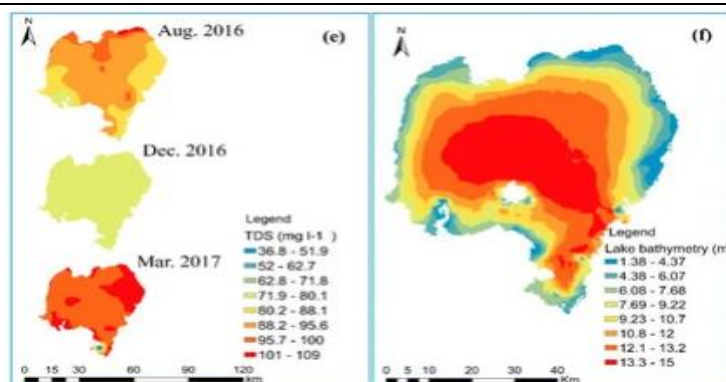 N
Aug. 2016
(e)
Dec. 2016
Mar. 2017
Legend
TDS (mg l-1 )
36.8 - 51.9
52 - 62.7
62.8 - 71.8
71.9 - 80.1
80.2 - 88.1
88.2 - 95.6
95.7 - 100
101 - 109
0 15 30 60 90 120
km
N
(f)
Legend
Lake bathymetry (m
1.38 - 4.37
4.38 - 6.07
6.08 - 7.68
7.69 - 9.22
9.23 - 10.7
10.8 - 12
12.1 - 13.2
13.3 - 15
0 5 10 20 30 40
Km